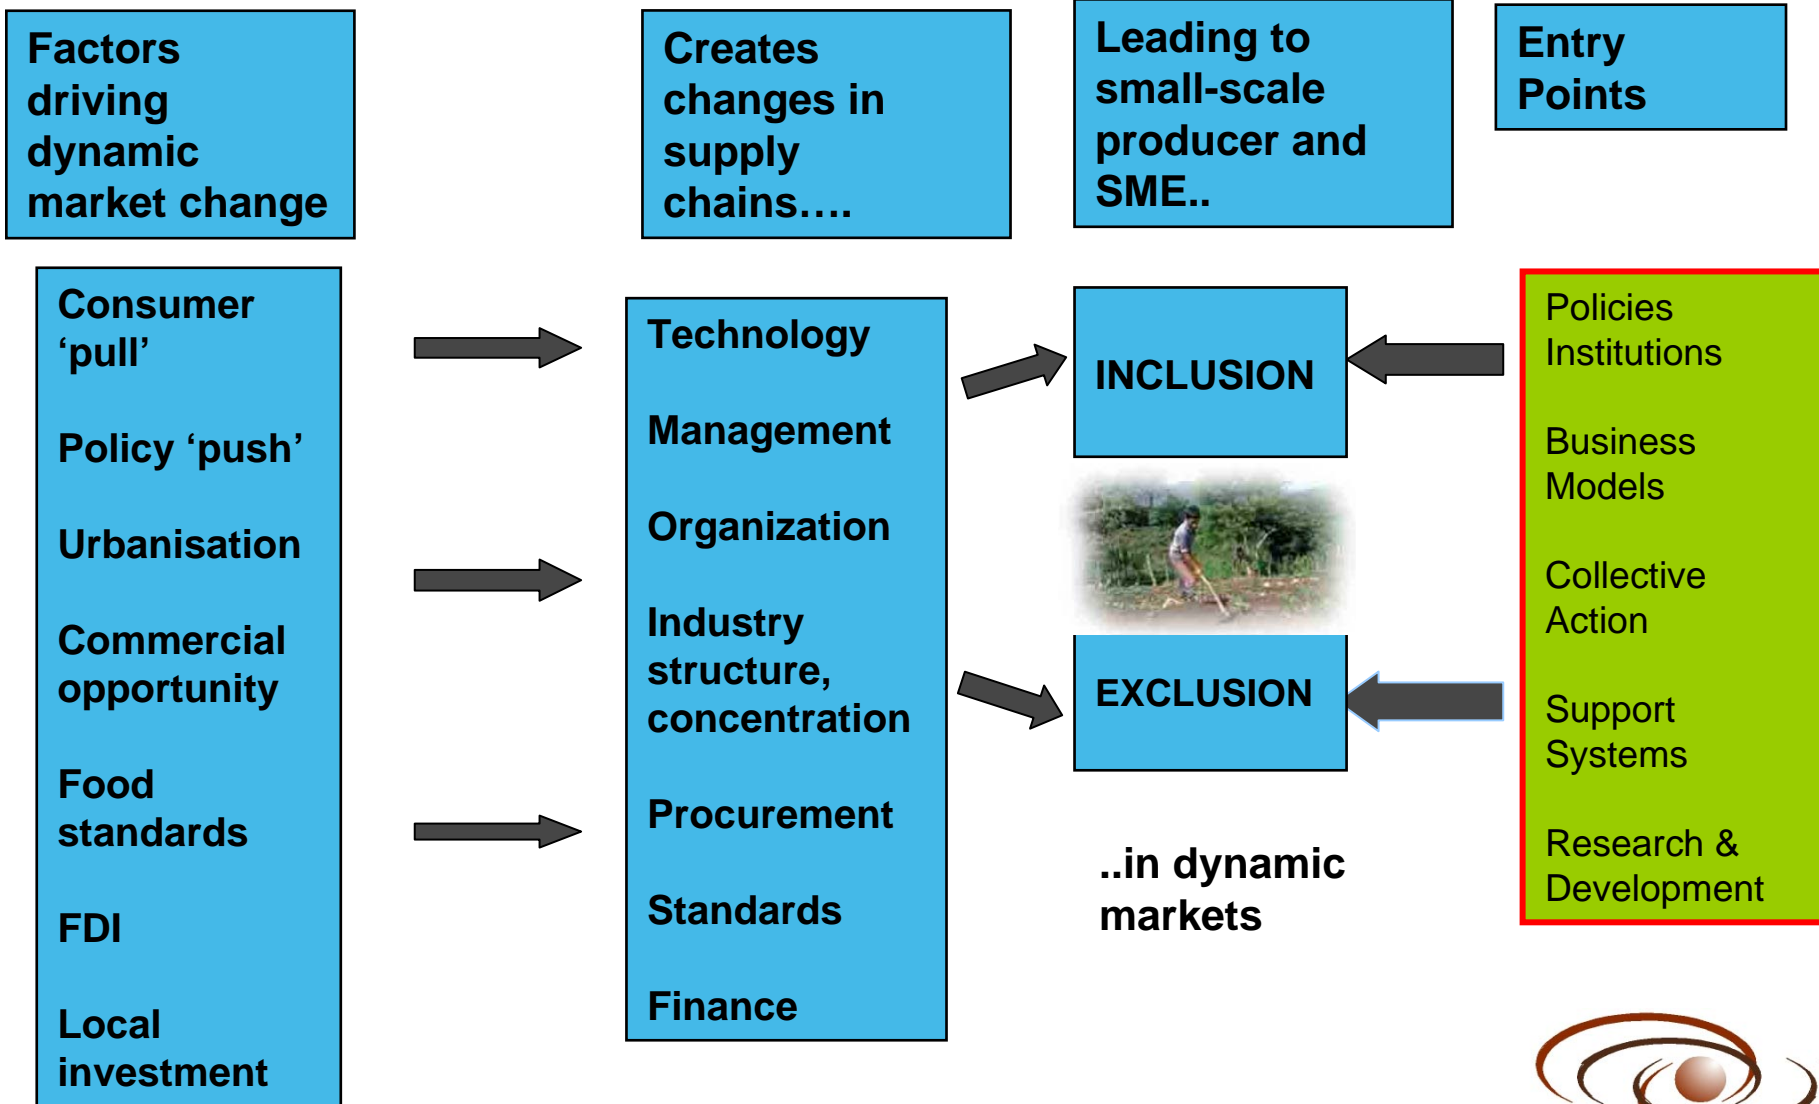 Factors
driving
dynamic
market change
Creates
changes in
supply
chains….
Leading to
small-scale
producer and
SME..
Entry
Points
Consumer
‘pull’
Policy ‘push’
Urbanisation
Commercial
opportunity
Food
standards
FDI
Local
investment
Technology
Management
Organization
Industry
structure,
concentration
Procurement
Standards
Finance
INCLUSION
EXCLUSION
..in dynamic
markets
Policies
Institutions
Business
Models
Collective
Action
Support
Systems
Research &
Development